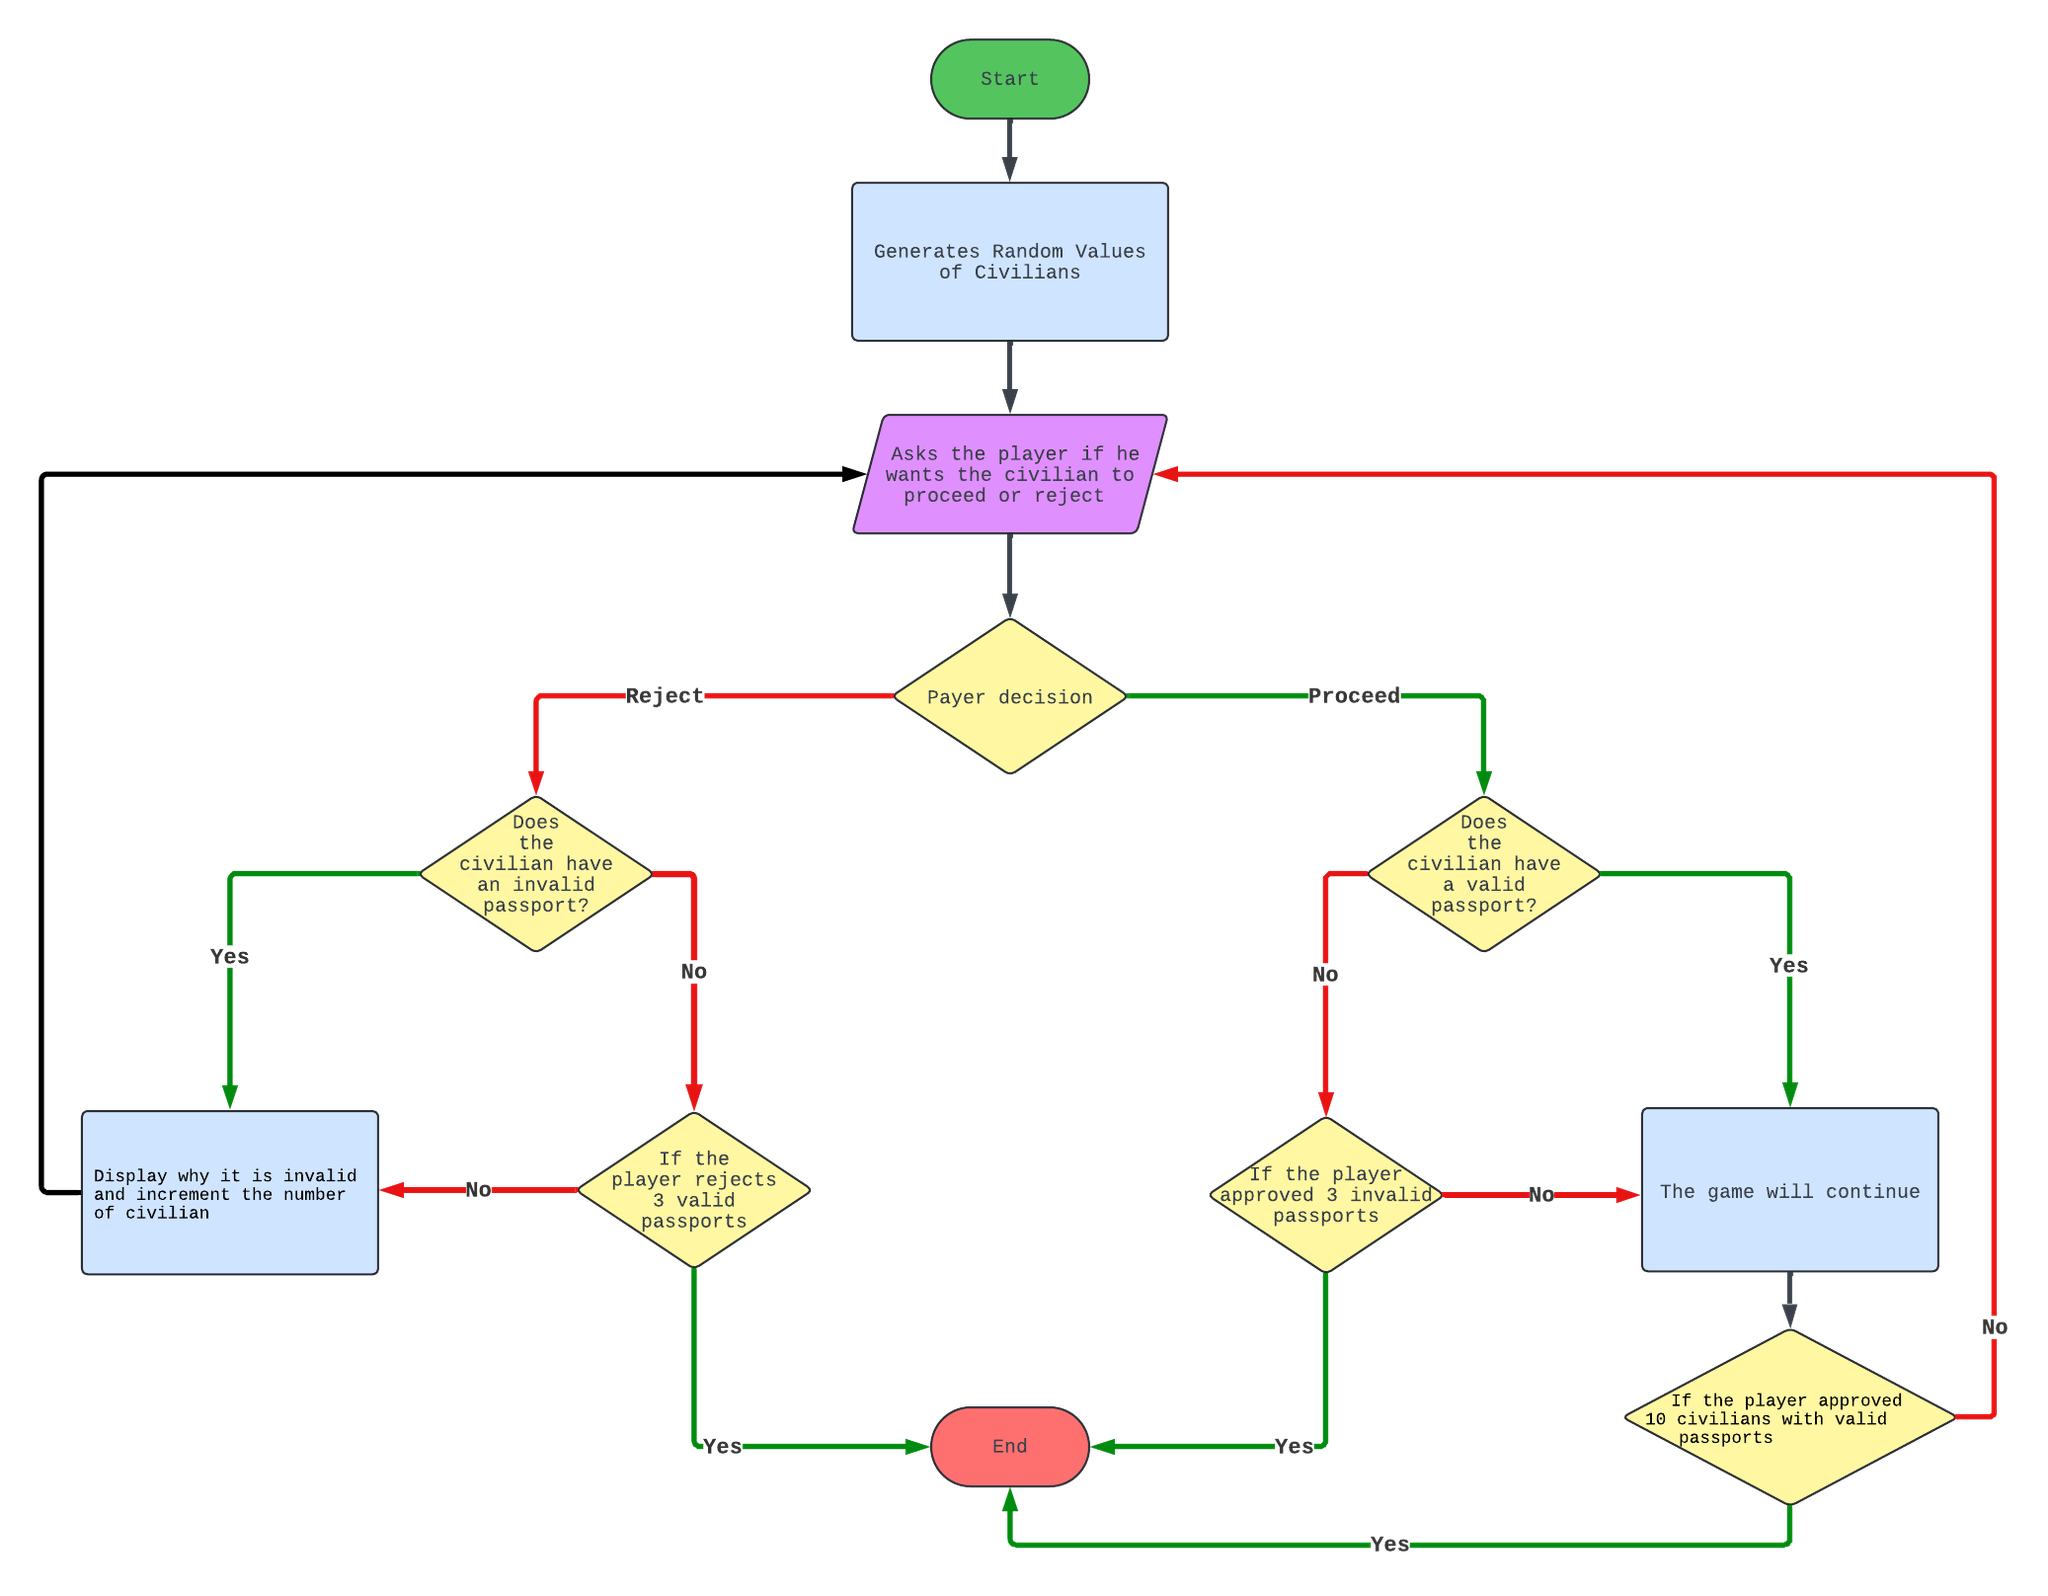 Start
Generates Random Values
of Civilians
Asks the player if he
wants the civilian to
proceed or reject
Payer decision
Reject
Proceed
Does
the
civilian have
an invalid
passport?
Does
the
civilian have
a valid
passport?
Yes
No
No
Yes
Display why it is invalid
and increment the number
of civilian
No
If the
player rejects
3 valid
passports
If the player
approved 3 invalid
passports
No
The game will continue
No
If the player approved
10 civilians with valid
passports
Yes
End
Yes
Yes